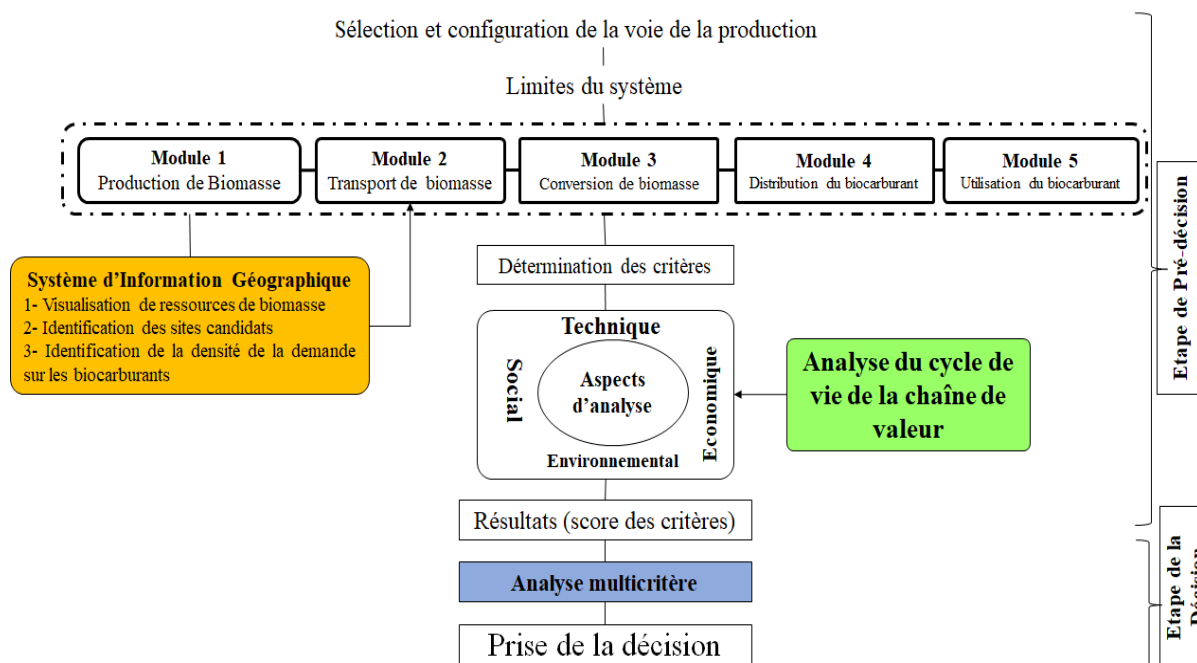 Sélection et configuration de la voie de la production
Limites du système
Module 1
Production de Biomasse
Module 2
Transport de biomasse
Module 3
Conversion de biomasse
Module 4
Distribution du biocarburant
Module 5
Utilisation du biocarburant
Etape de Pré-décision
Système d’Information Géographique
1- Visualisation de ressources de biomasse
2- Identification des sites candidats
3- Identification de la densité de la demande
sur les biocarburants
Détermination des critères
Technique
Social
Aspects
d’analyse
Economique
Environnemental
Analyse du cycle de
vie de la chaîne de
valeur
Résultats (score des critères)
Analyse multicritère
Prise de la décision
Etape de la
Décision